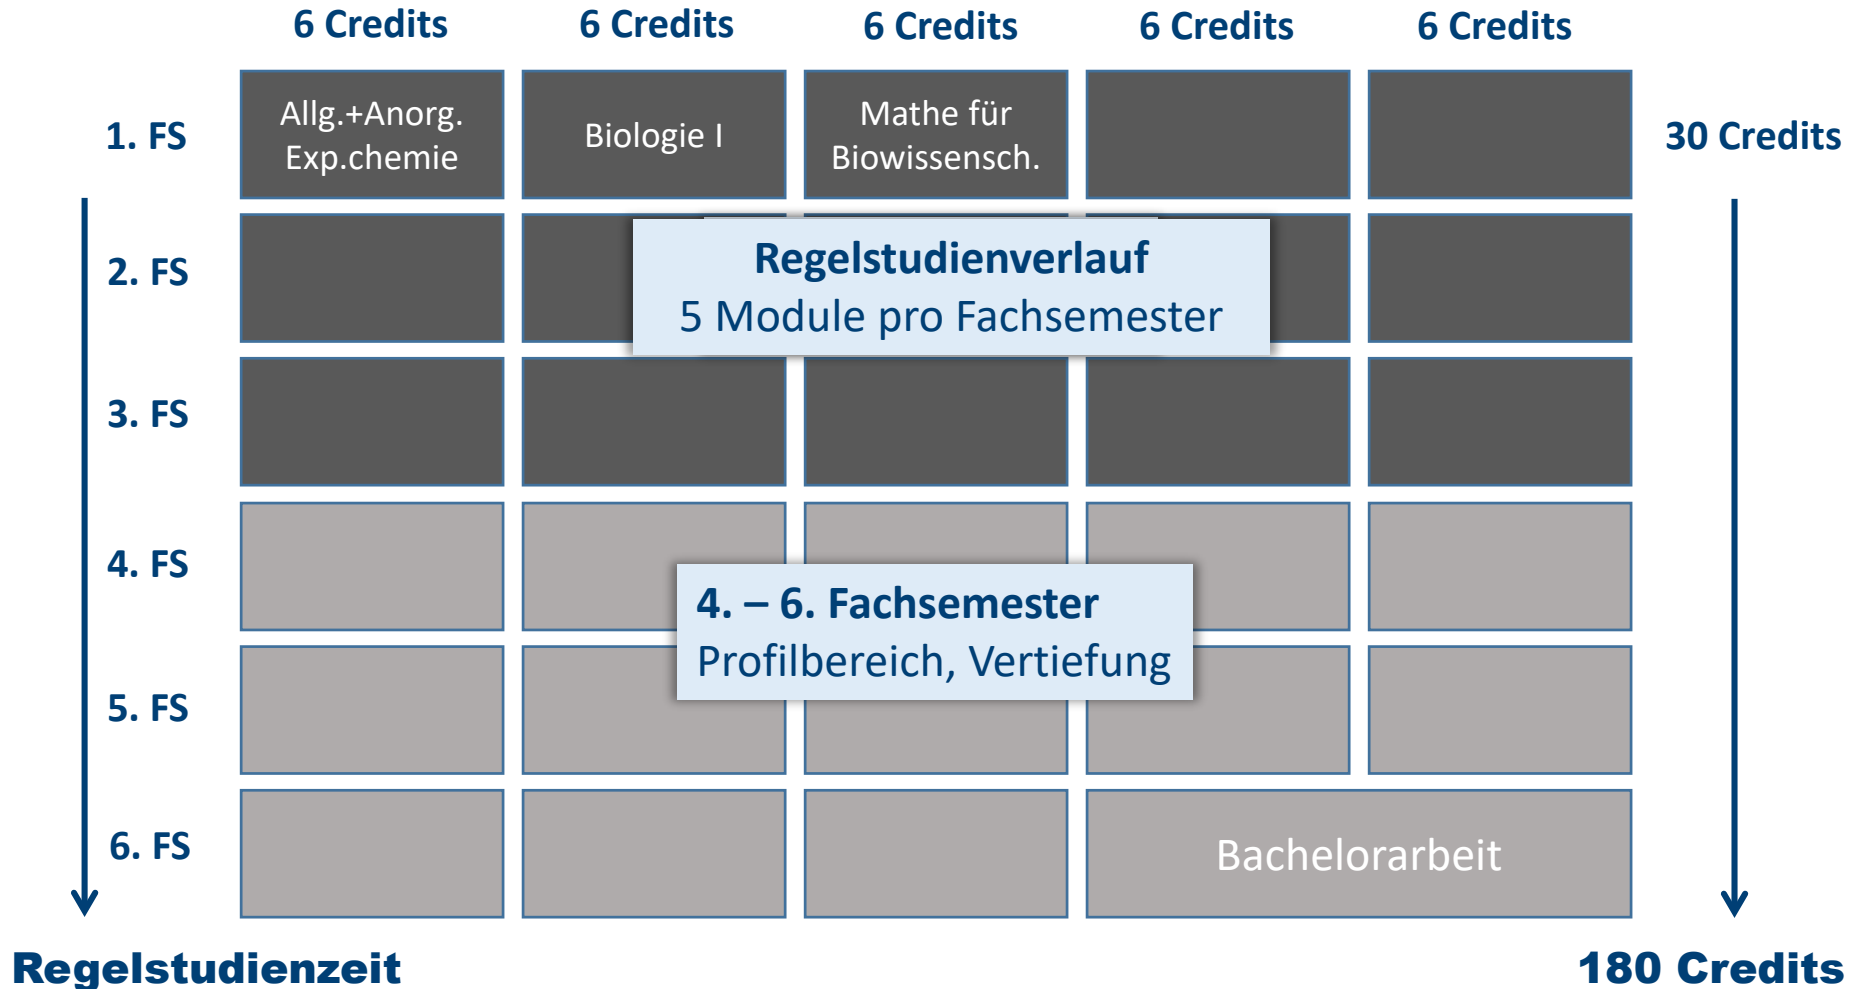 6 Credits 6 Credits 6 Credits 6 Credits 6 Credits
1. FS
Allg.+Anorg.
Exp.chemie
Biologie I
Mathe für
Biowissensch.
30 Credits
2. FS
Regelstudienverlauf
5 Module pro Fachsemester
3. FS
4. FS
4. – 6. Fachsemester
Profilbereich, Vertiefung
5. FS
6. FS
Bachelorarbeit
Regelstudienzeit
180 Credits